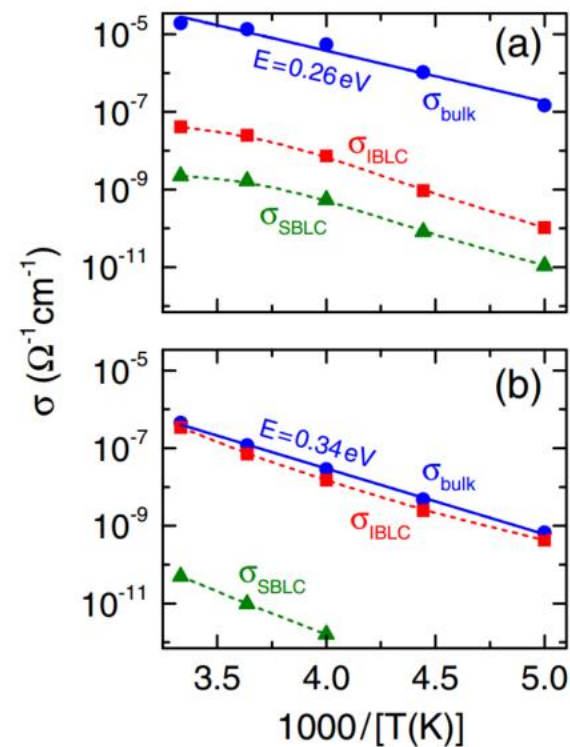 (a)
10⁻⁵
E=0.26eV
σbulk
10⁻⁷
σIBLC
10⁻⁹
σSBLC
10⁻¹¹
σ (Ω⁻¹cm⁻¹)
(b)
10⁻⁵
E=0.34eV
10⁻⁷
σbulk
σIBLC
10⁻⁹
σSBLC
10⁻¹¹
3.5 4.0 4.5 5.0
1000/[T(K)]